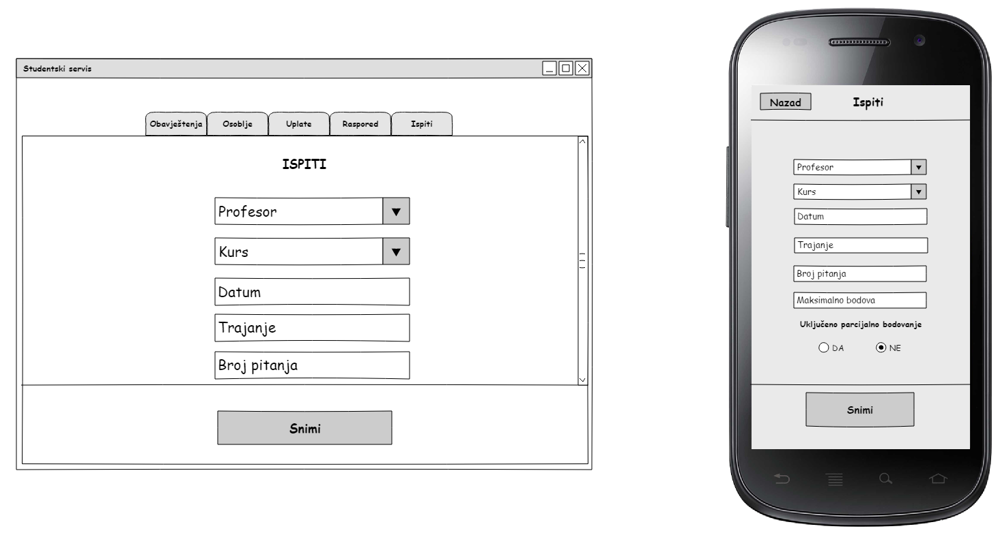 Studentski servis
Obavještenja
Osoblje
Uplate
Raspored
Ispiti
ISPITI
Profesor
Kurs
Datum
Trajanje
Broj pitanja
Snimi
Nazad
Ispiti
Profesor
Kurs
Datum
Trajanje
Broj pitanja
Maksimalno bodova
Uključeno parcijalno bodovanje
DA
NE
Snimi